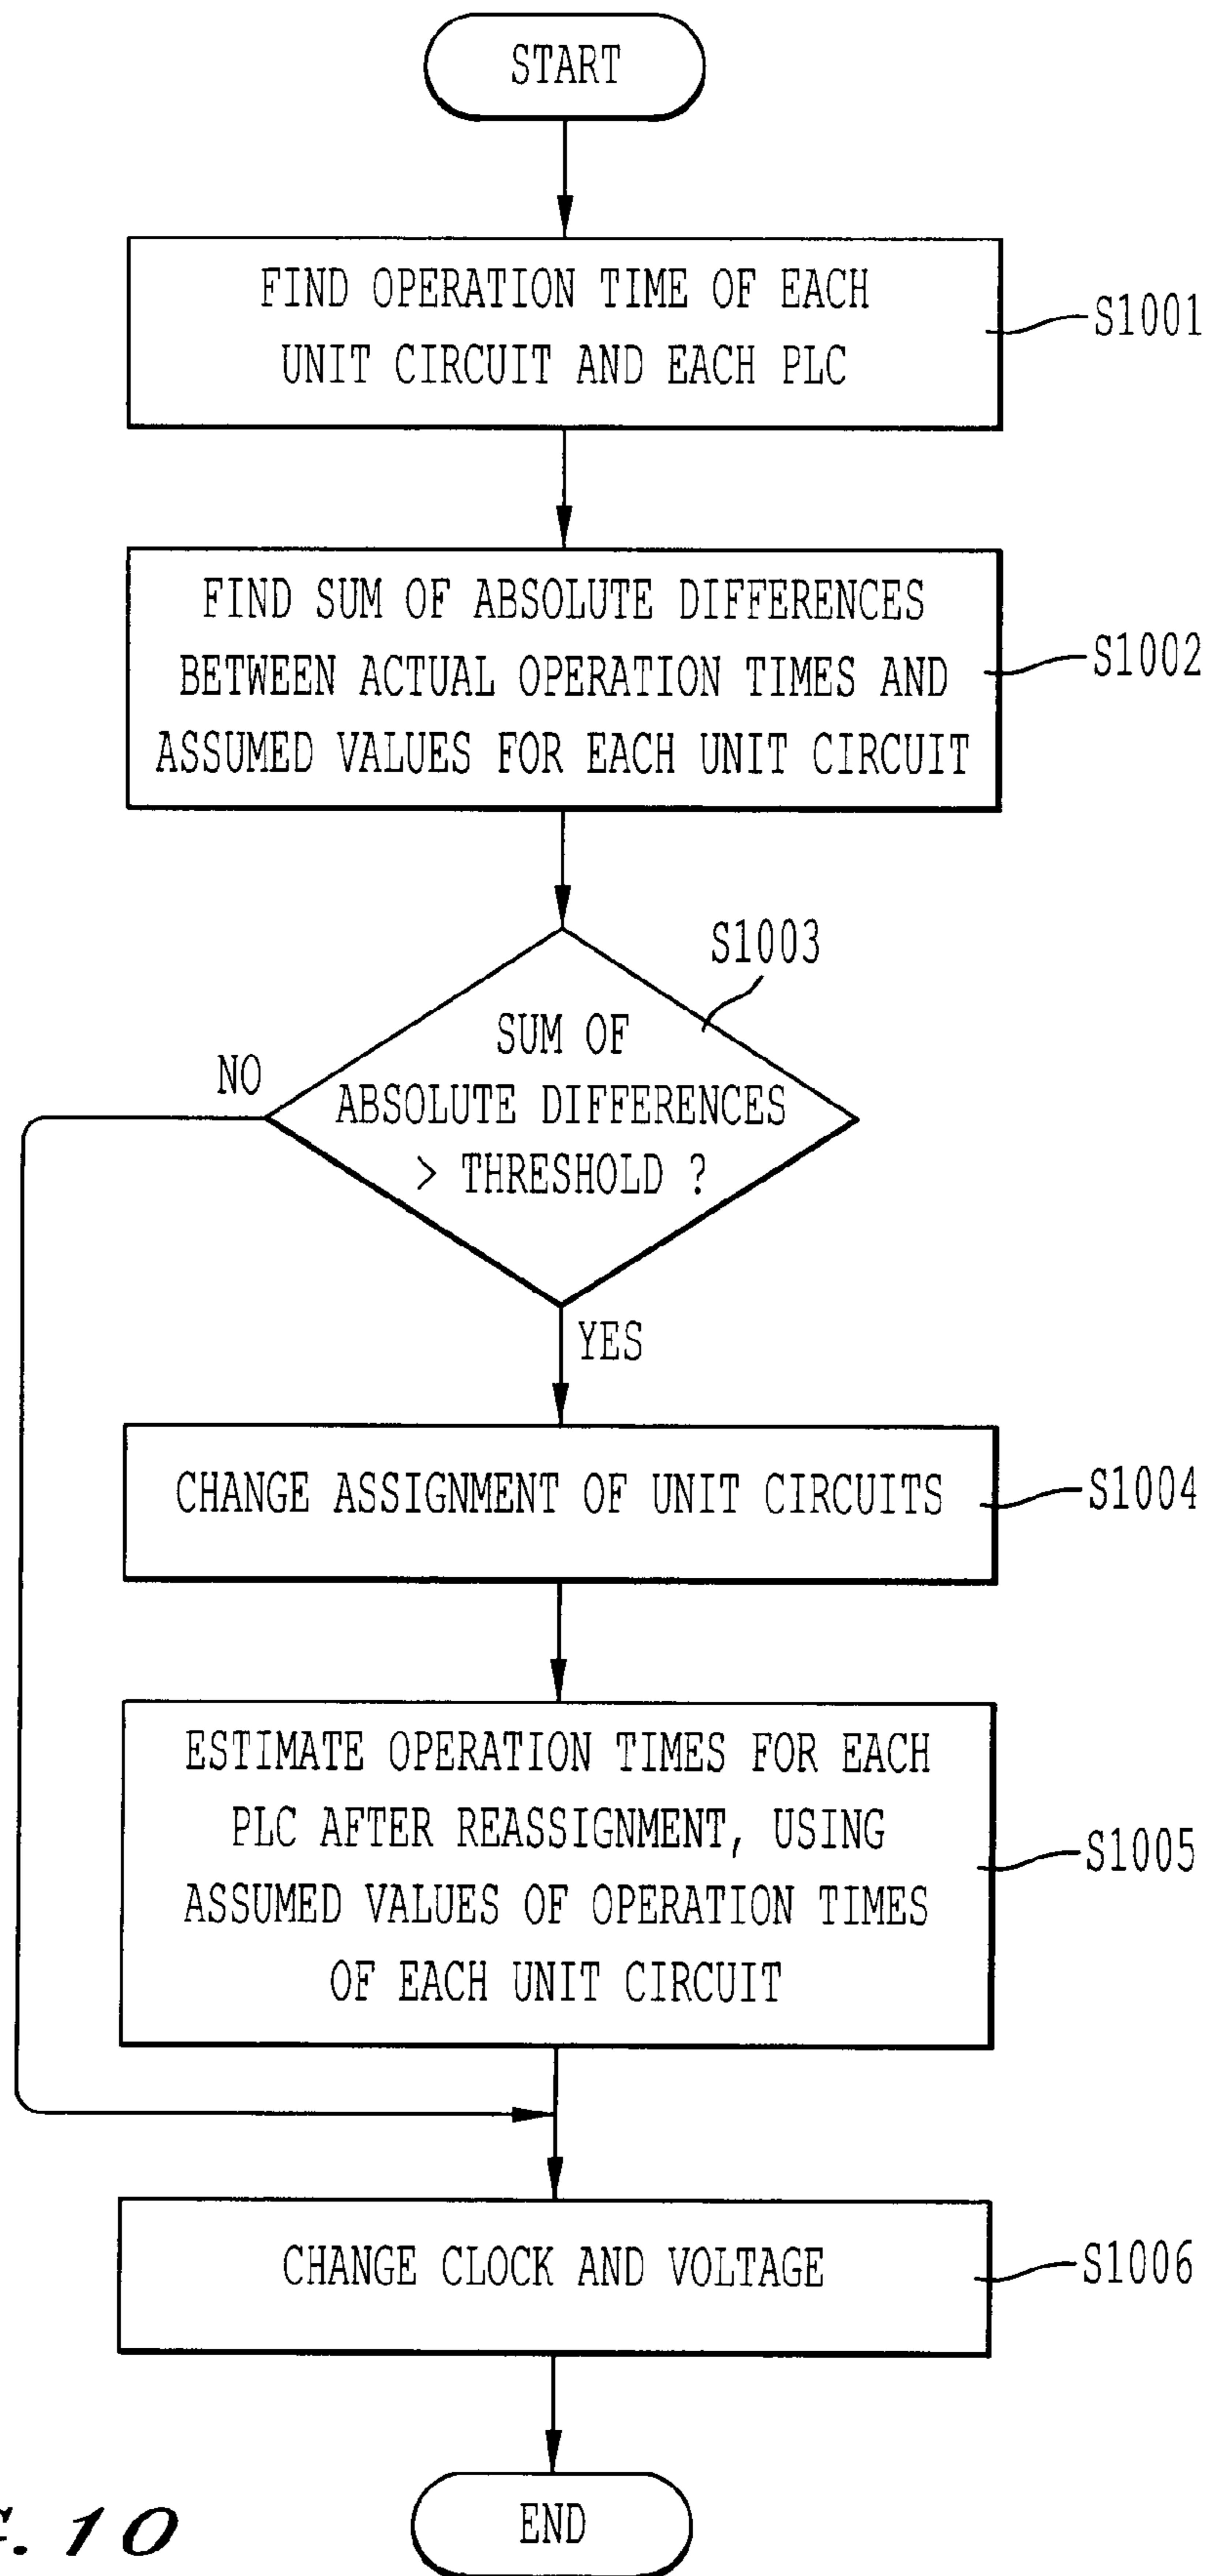 START
FIND OPERATION TIME OF EACH
UNIT CIRCUIT AND EACH PLC
S1001
FIND SUM OF ABSOLUTE DIFFERENCES
BETWEEN ACTUAL OPERATION TIMES AND
ASSUMED VALUES FOR EACH UNIT CIRCUIT
S1002
S1003
SUM OF
ABSOLUTE DIFFERENCES
> THRESHOLD ?
NO
YES
CHANGE ASSIGNMENT OF UNIT CIRCUITS
S1004
ESTIMATE OPERATION TIMES FOR EACH
PLC AFTER REASSIGNMENT, USING
ASSUMED VALUES OF OPERATION TIMES
OF EACH UNIT CIRCUIT
S1005
CHANGE CLOCK AND VOLTAGE
S1006
END
10